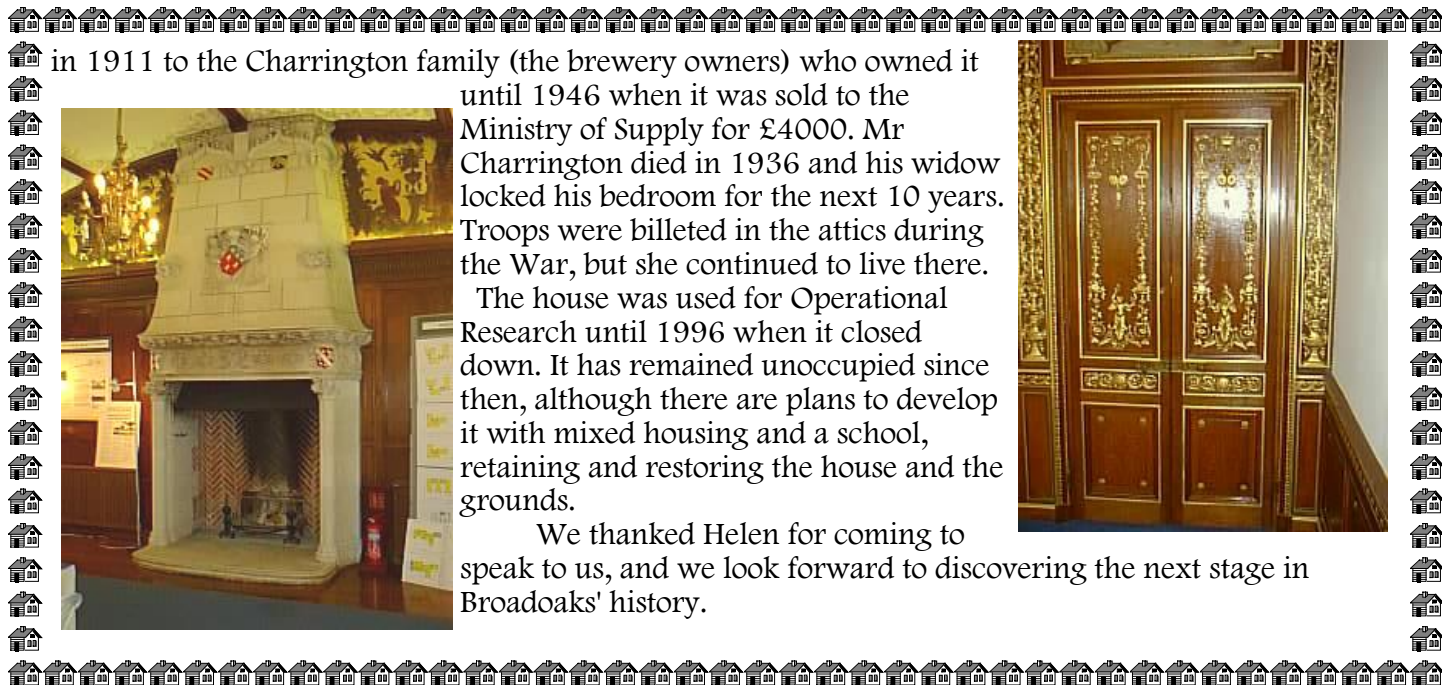 in 1911 to the Charrington family (the brewery owners) who owned it
until 1946 when it was sold to the
Ministry of Supply for £4000. Mr
Charrington died in 1936 and his widow
locked his bedroom for the next 10 years.
Troops were billeted in the attics during
the War, but she continued to live there.
The house was used for Operational
Research until 1996 when it closed
down. It has remained unoccupied since
then, although there are plans to develop
it with mixed housing and a school,
retaining and restoring the house and the
grounds.
We thanked Helen for coming to
speak to us, and we look forward to discovering the next stage in
Broadoaks' history.